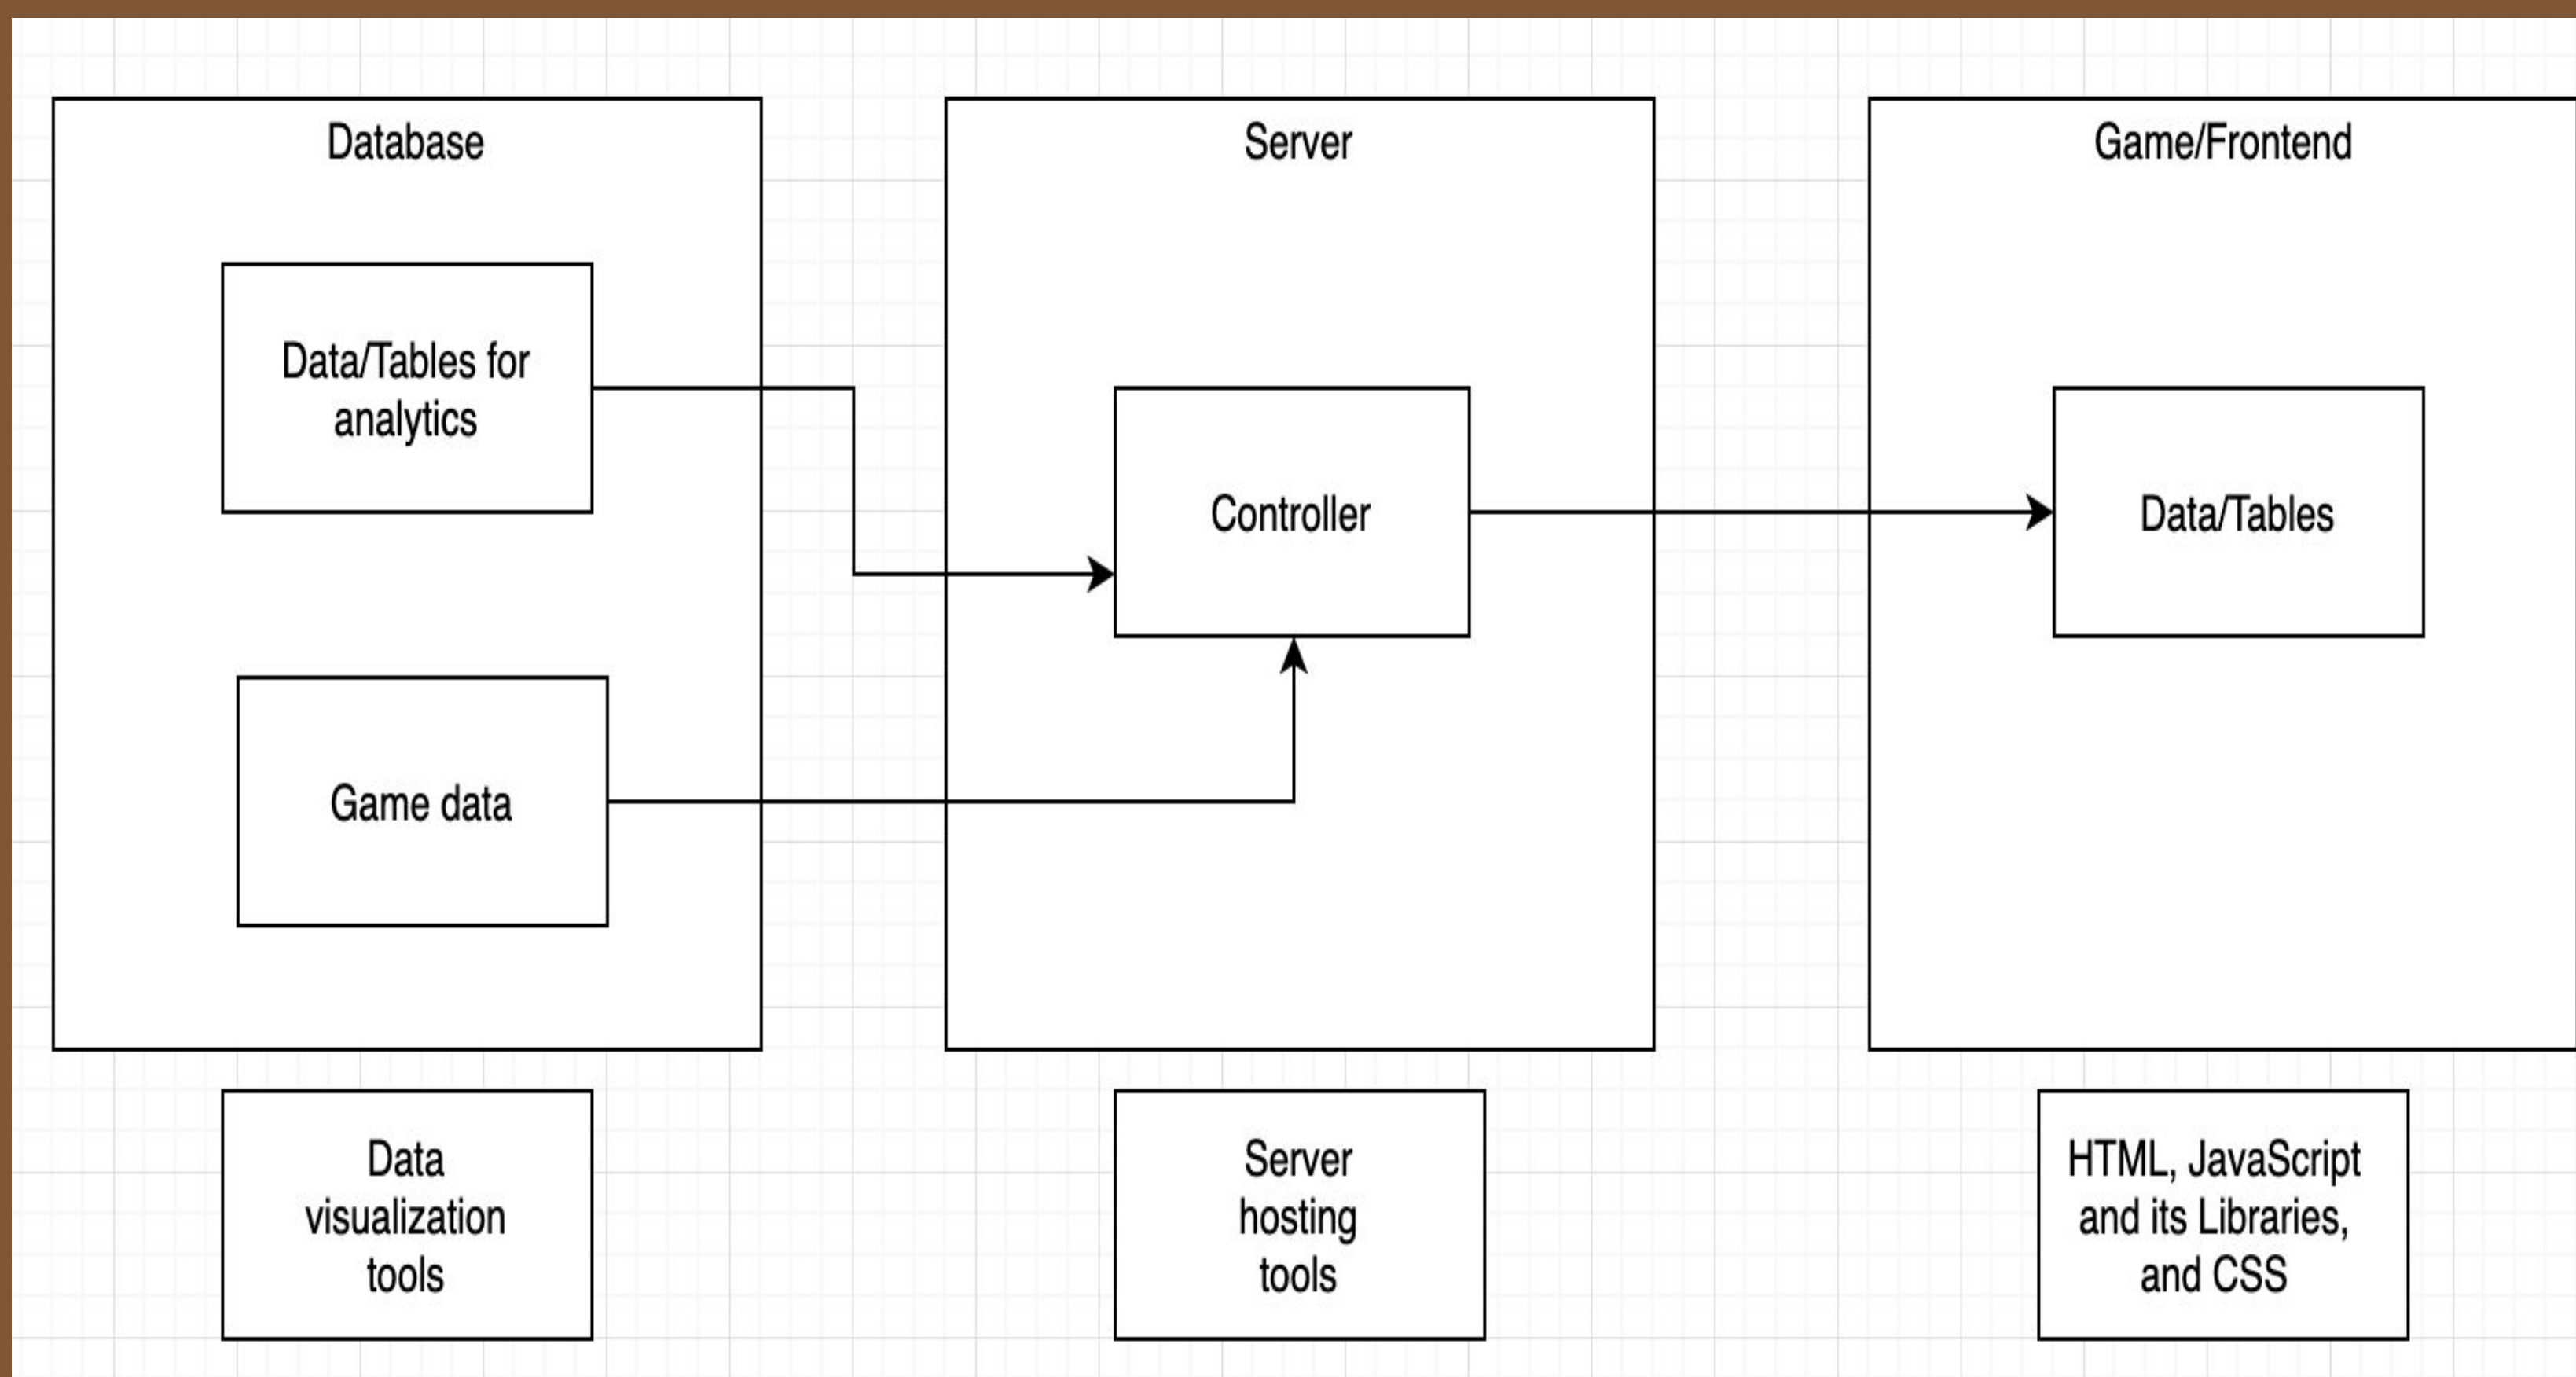 Database
Data/Tables for
analytics
Game data
Server
Controller
Game/Frontend
Data/Tables
Data
visualization
tools
Server
hosting
tools
HTML, JavaScript
and its Libraries,
and CSS